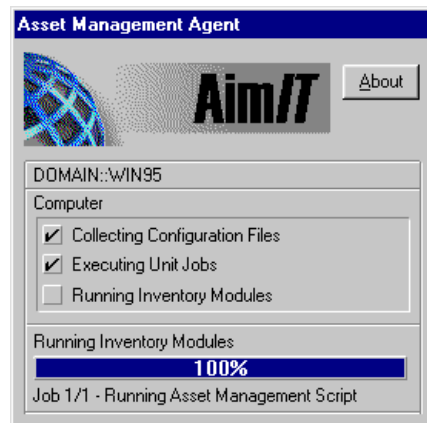 Asset Management Agent
AimIT
About
DOMAIN::WIN95
Computer
Collecting Configuration Files
Executing Unit Jobs
Running Inventory Modules
Running Inventory Modules
100%
Job 1/1 - Running Asset Management Script